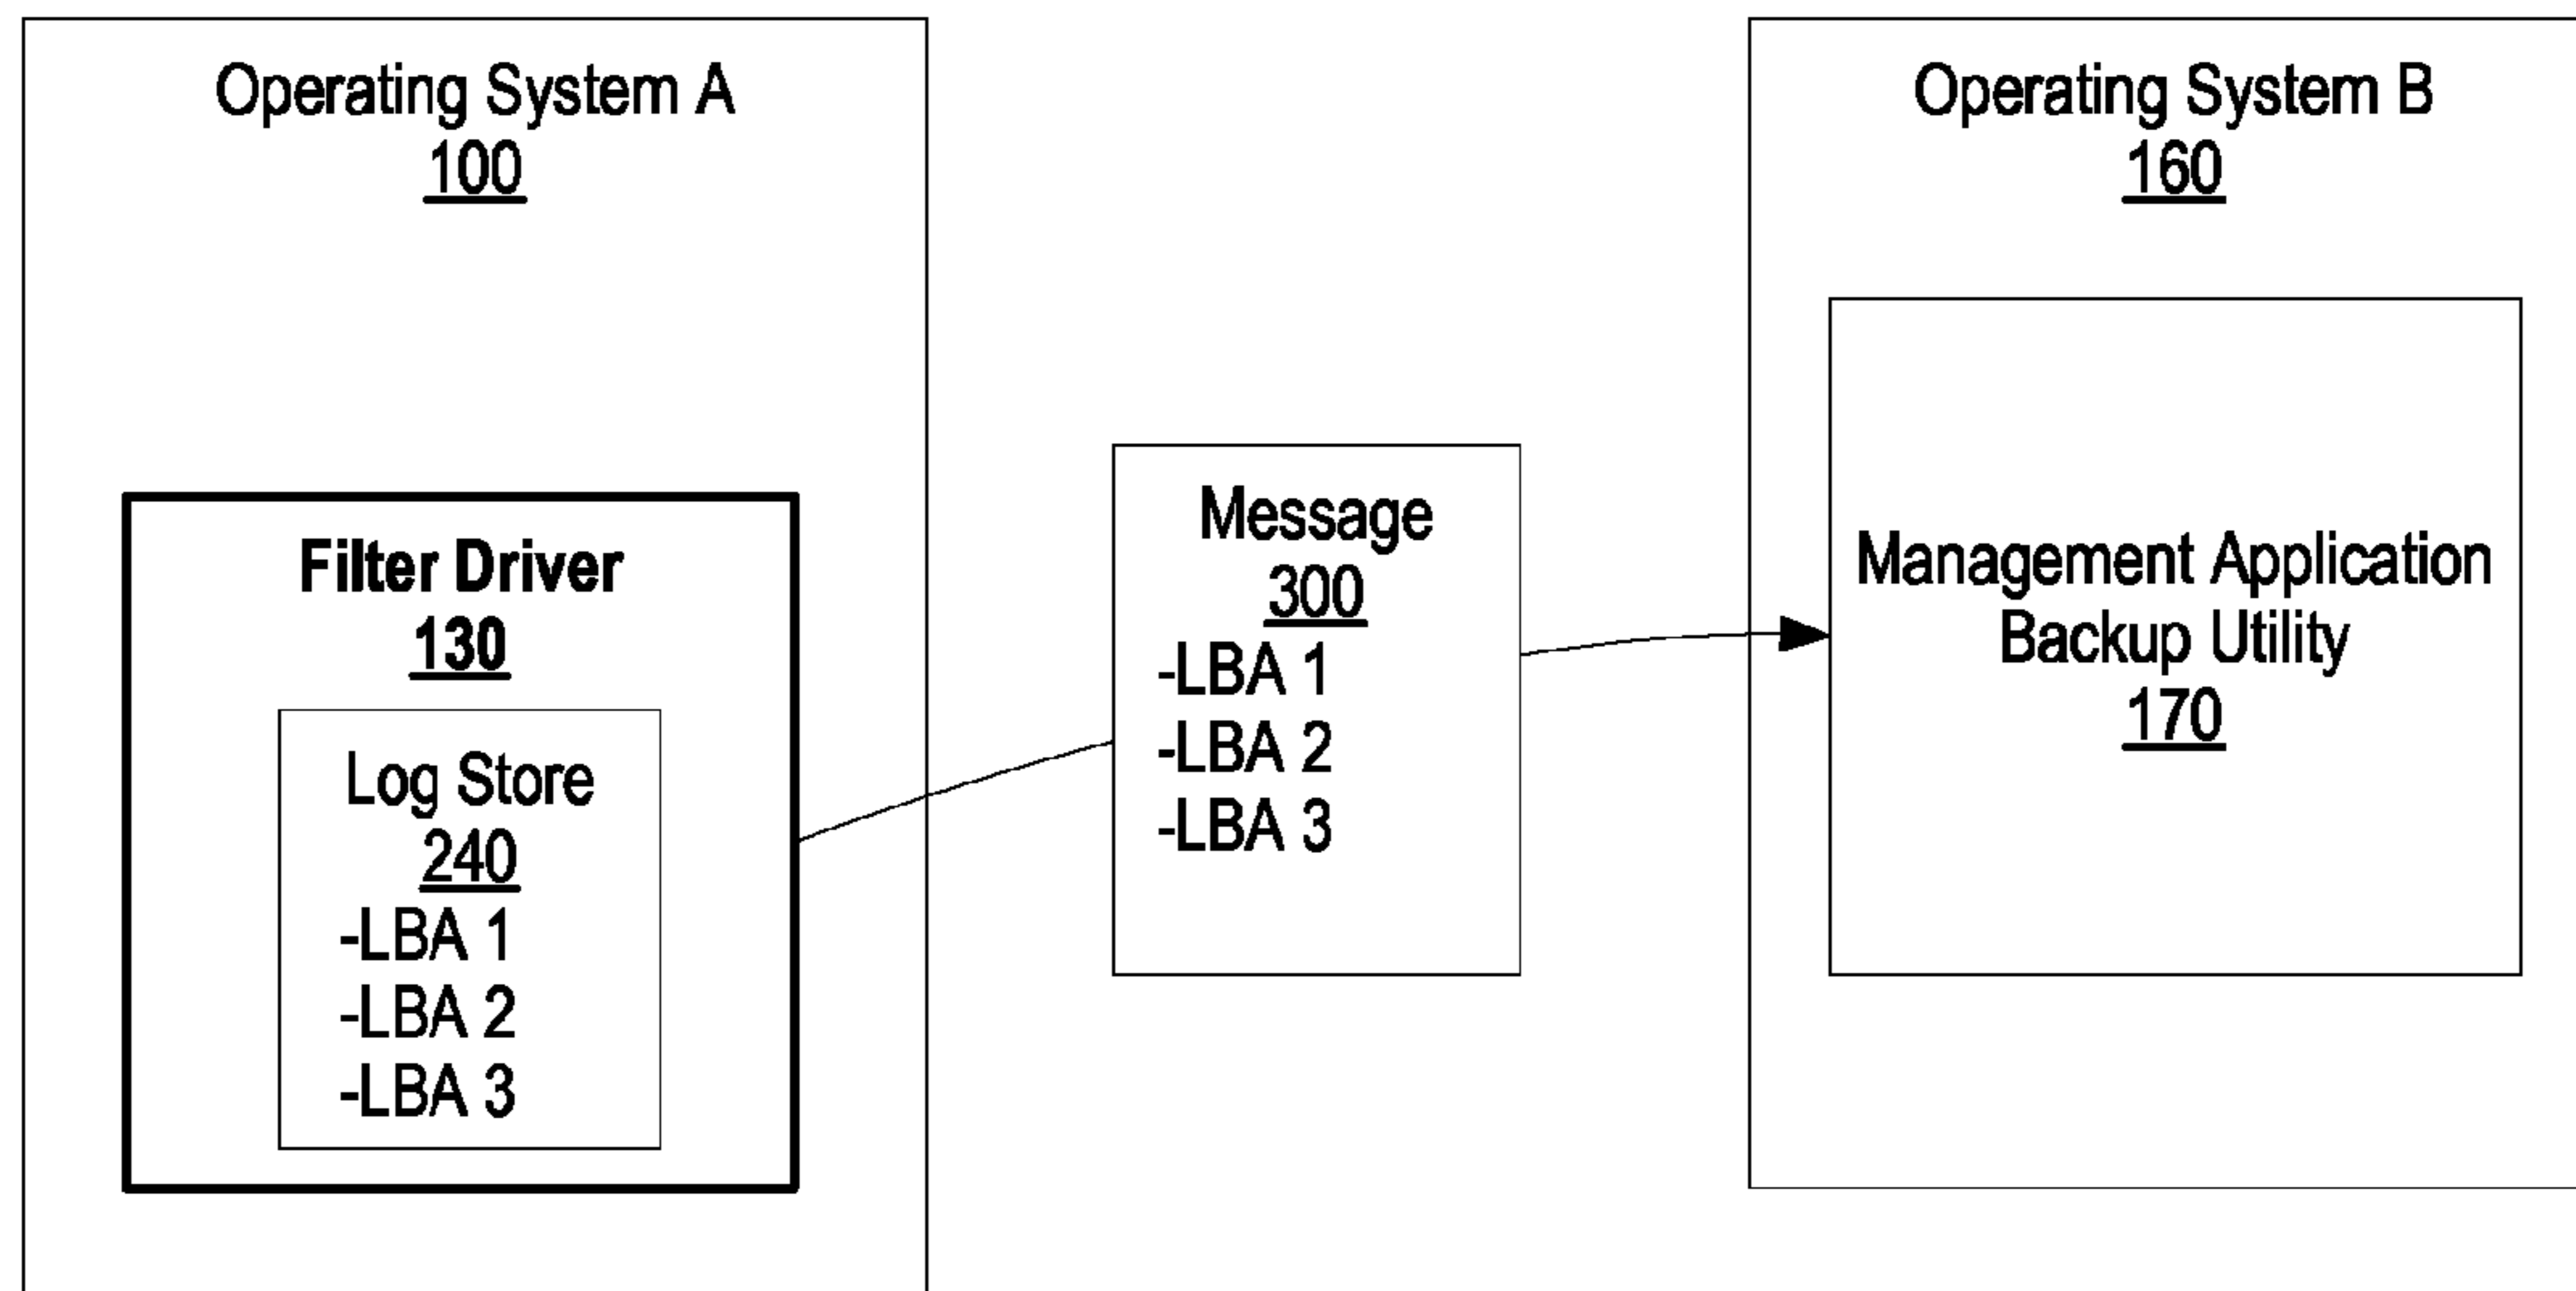 Operating System A
100
Filter Driver
130
Log Store
240
-LBA 1
-LBA 2
-LBA 3
Message
300
-LBA 1
-LBA 2
-LBA 3
Operating System B
160
Management Application
Backup Utility
170